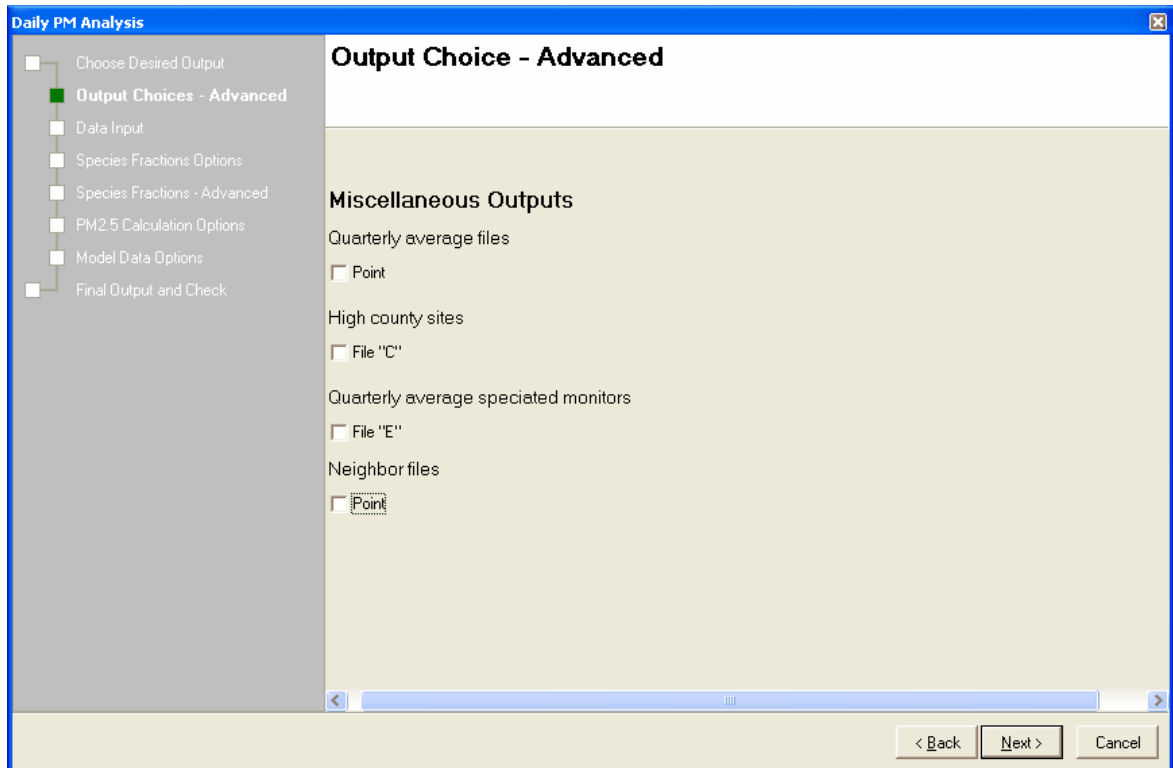 Daily PM Analysis
Choose Desired Output
Output Choices - Advanced
Data Input
Species Fractions Options
Species Fractions - Advanced
PM2.5 Calculation Options
Model Data Options
Final Output and Check
Output Choice - Advanced
Miscellaneous Outputs
Quarterly average files
Point
High county sites
File "C"
Quarterly average speciated monitors
File "E"
Neighbor files
Point
< Back
Next >
Cancel